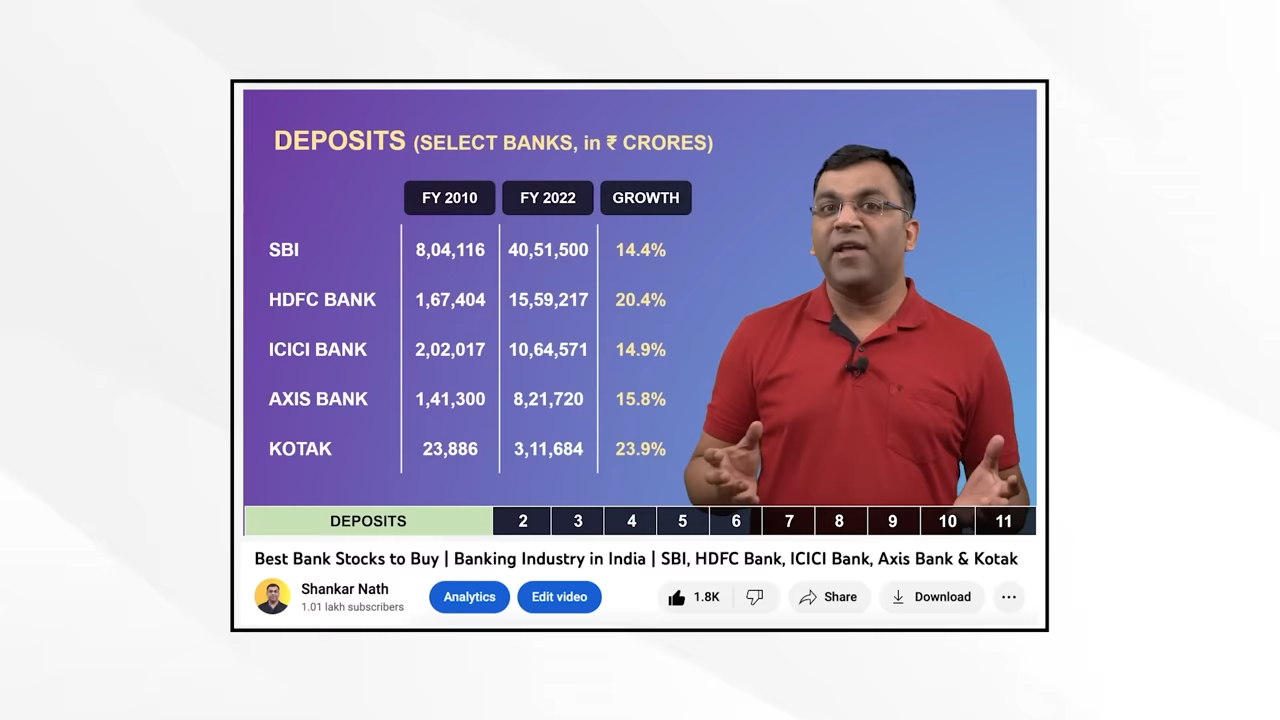 DEPOSITS (SELECT BANKS, in ₹ CRORES)
FY 2010 FY 2022 GROWTH
SBI 8,04,116 40,51,500 14.4%
HDFC BANK 1,67,404 15,59,217 20.4%
ICICI BANK 2,02,017 10,64,571 14.9%
AXIS BANK 1,41,300 8,21,720 15.8%
KOTAK 23,886 3,11,684 23.9%
DEPOSITS 2 3 4 5 6 7 8 9 10 11
Best Bank Stocks to Buy | Banking Industry in India | SBI, HDFC Bank, ICICI Bank, Axis Bank & Kotak
Shankar Nath
1.01 lakh subscribers
Analytics Edit video 1.8K Share Download